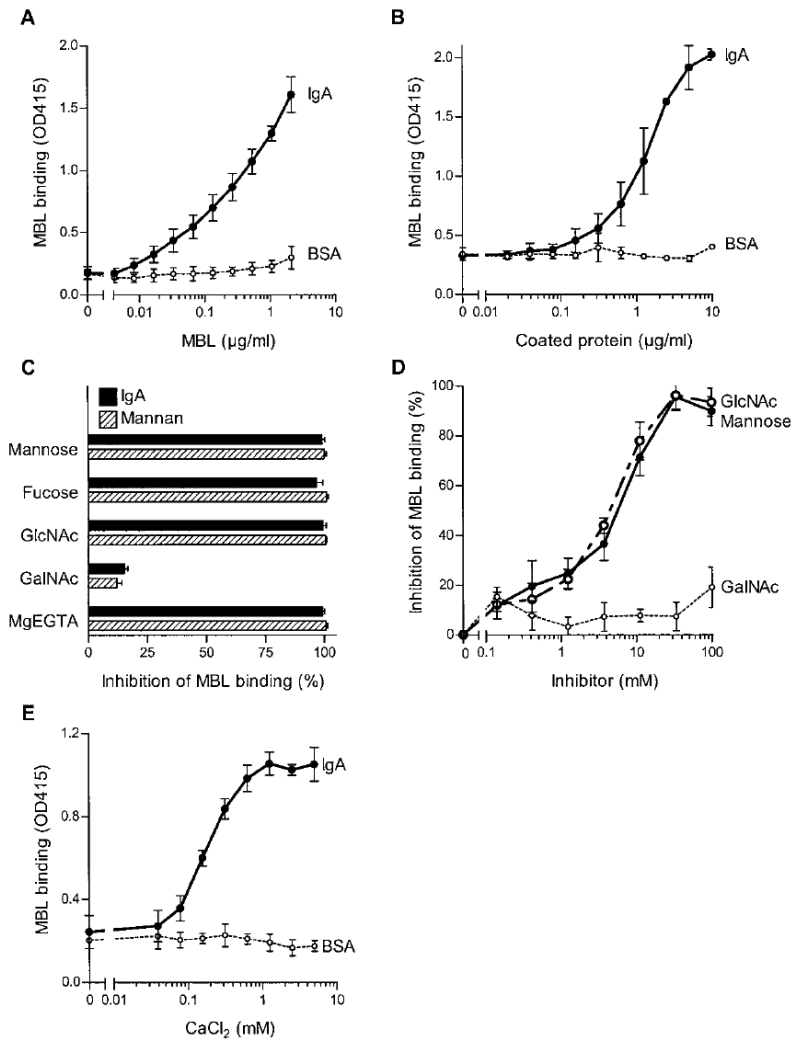 A
MBL binding (OD415)
2.0
1.5
1.0
0.5
0.0
IgA
BSA
0 0.01 0.1 1 10
MBL (µg/ml)
B
MBL binding (OD415)
2.0
1.5
1.0
0.5
0.0
IgA
BSA
0 0.01 0.1 1 10
Coated protein (µg/ml)
C
IgA
Mannan
Mannose
Fucose
GlcNAc
GalNAc
MgEGTA
0 25 50 75 100
Inhibition of MBL binding (%)
D
Inhibition of MBL binding (%)
100
80
60
40
20
0
GlcNAc
Mannose
GalNAc
0 0.1 1 10 100
Inhibitor (mM)
E
MBL binding (OD415)
1.2
0.8
0.4
0.0
IgA
BSA
0 0.01 0.1 1 10
CaCl₂ (mM)